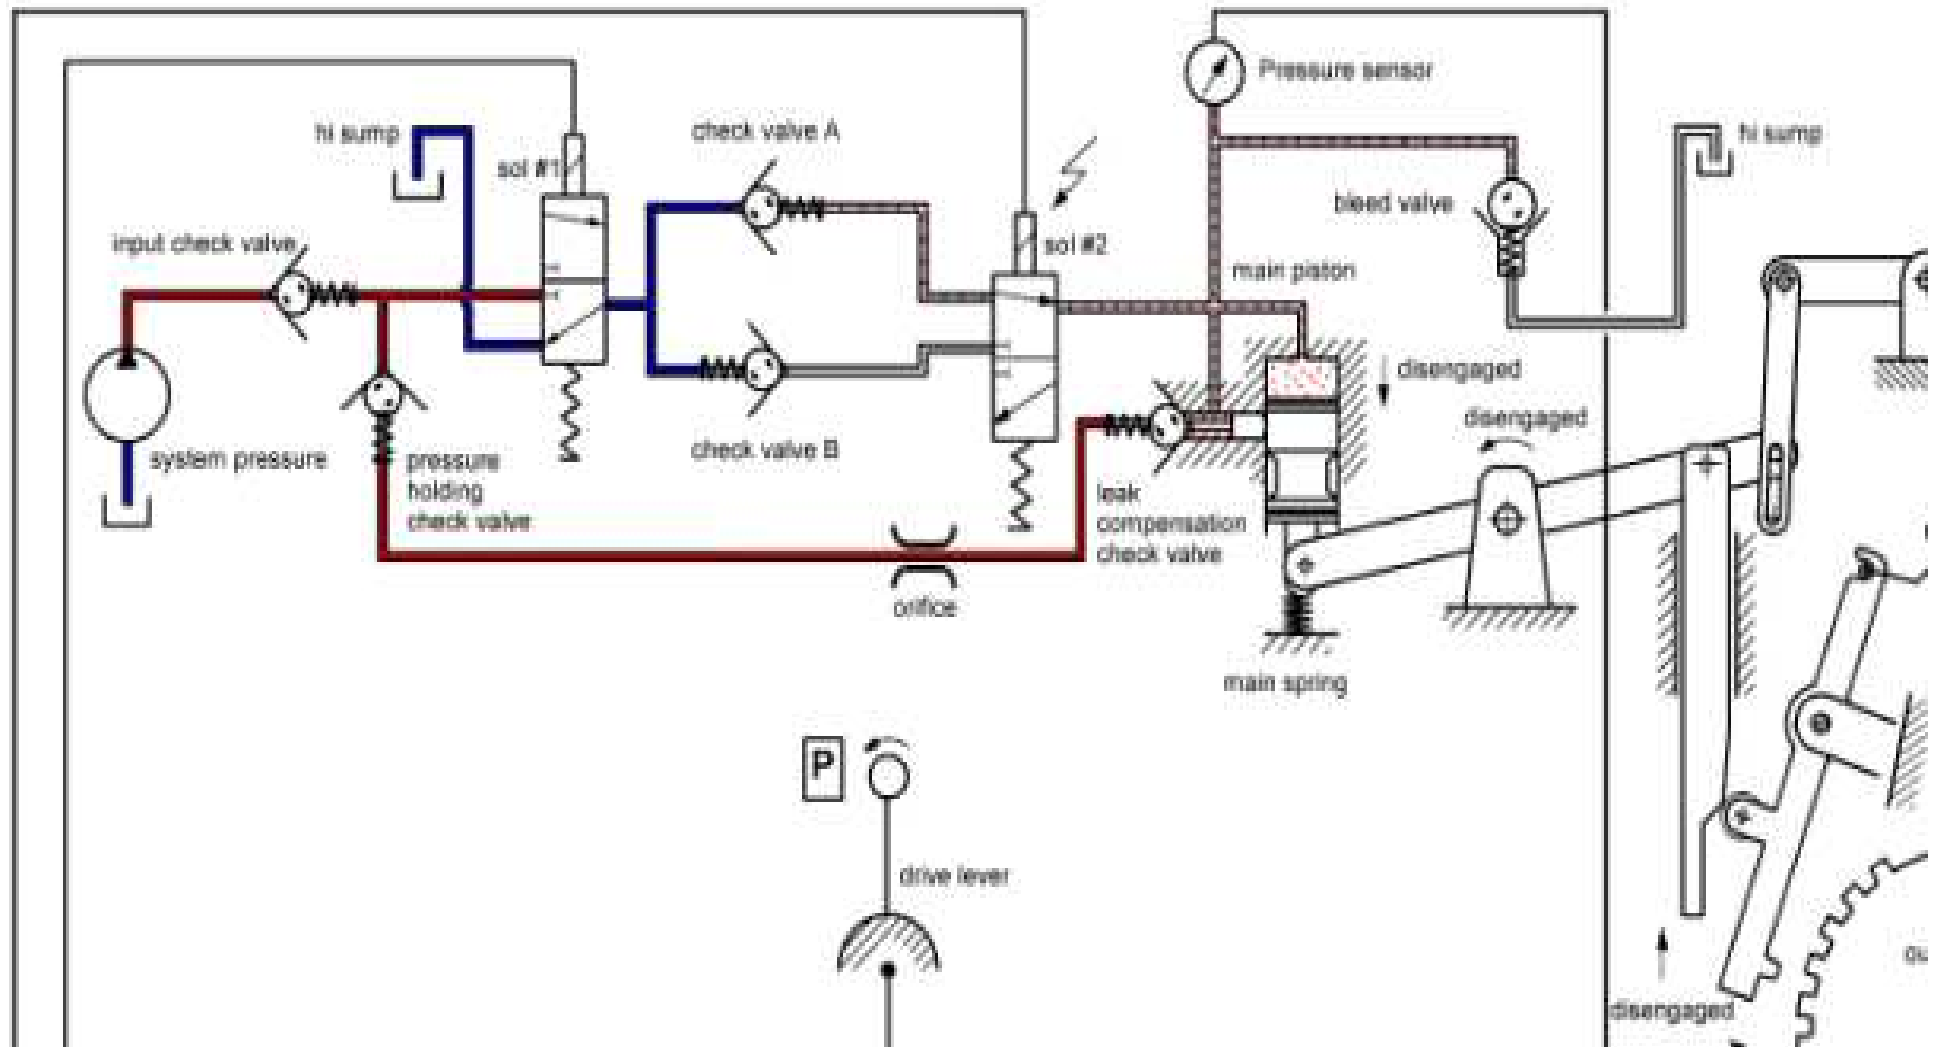 Pressure sensor
hi sump
check valve A
hi sump
sol #1
bleed valve
input check valve
sol #2
main piston
disengaged
disengaged
check valve B
system pressure
pressure
holding
check valve
leak
compensation
check valve
orifice
main spring
P
drive lever
disengaged